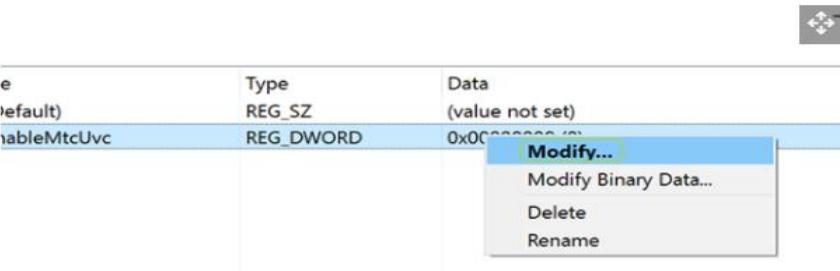 e Type Data
efault) REG_SZ (value not set)
nableMtcUvc REG_DWORD
Modify...
Modify Binary Data...
Delete
Rename